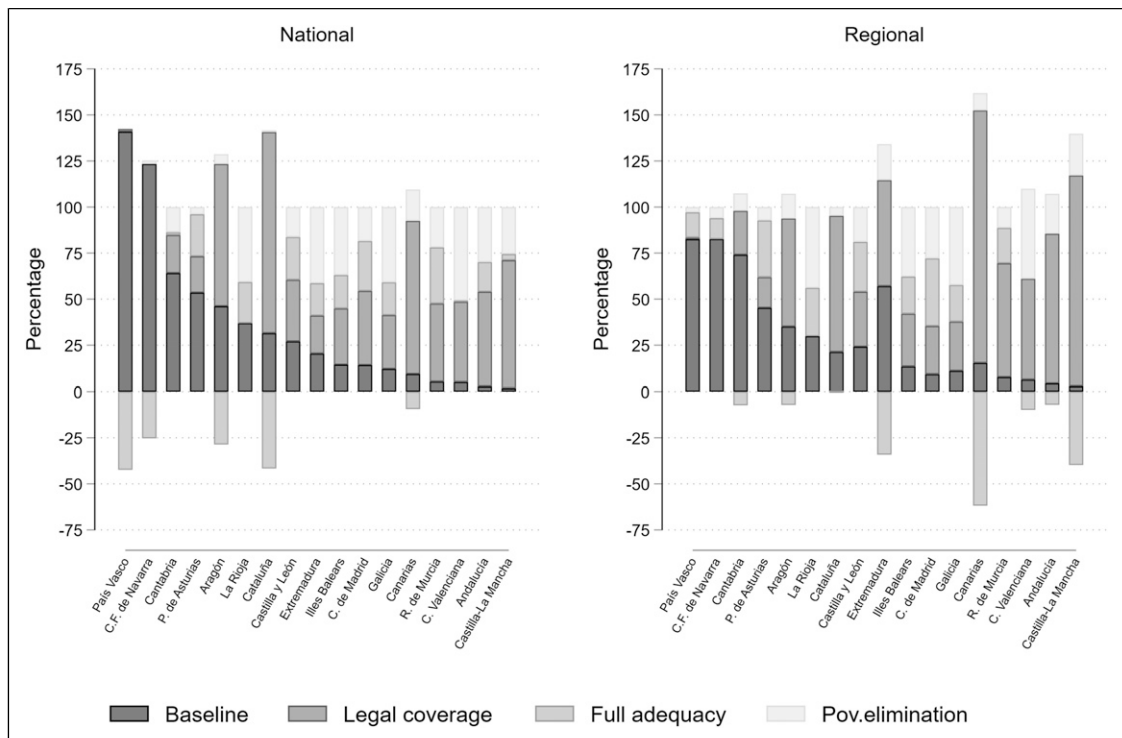 National
Regional
Percentage
175
150
125
100
75
50
25
0
-25
-50
-75
País Vasco
C.F. de Navarra
Cantabria
P. de Asturias
Aragón
La Rioja
Cataluña
Castilla y León
Extremadura
Illes Balears
C. de Madrid
Galicia
Canarias
R. de Murcia
C. Valenciana
Andalucía
Castilla-La Mancha
Percentage
175
150
125
100
75
50
25
0
-25
-50
-75
País Vasco
C.F. de Navarra
Cantabria
P. de Asturias
Aragón
La Rioja
Cataluña
Castilla y León
Extremadura
Illes Balears
C. de Madrid
Galicia
Canarias
R. de Murcia
C. Valenciana
Andalucía
Castilla-La Mancha
Baseline
Legal coverage
Full adequacy
Pov.elimination